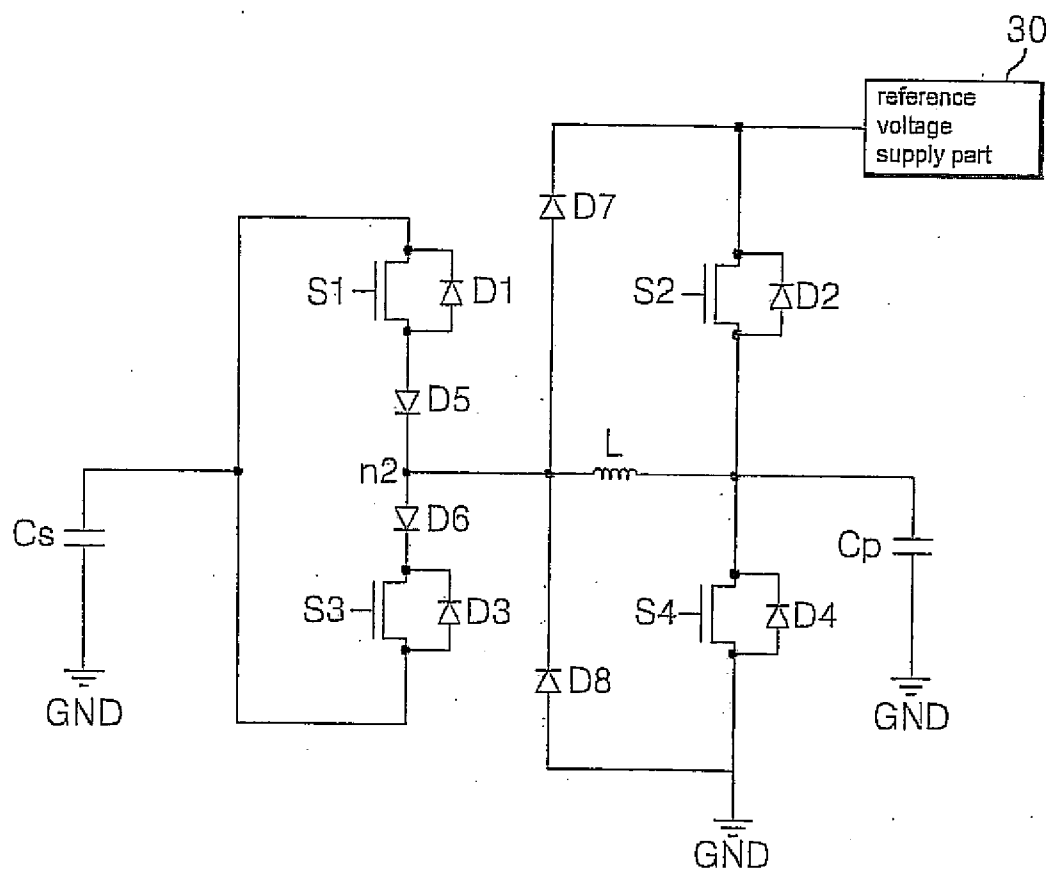 30
reference
voltage
supply part
D7
S1
D1
S2
D2
D5
L
n2
D6
Cs
Cp
S3
D3
S4
D4
D8
GND
GND
GND